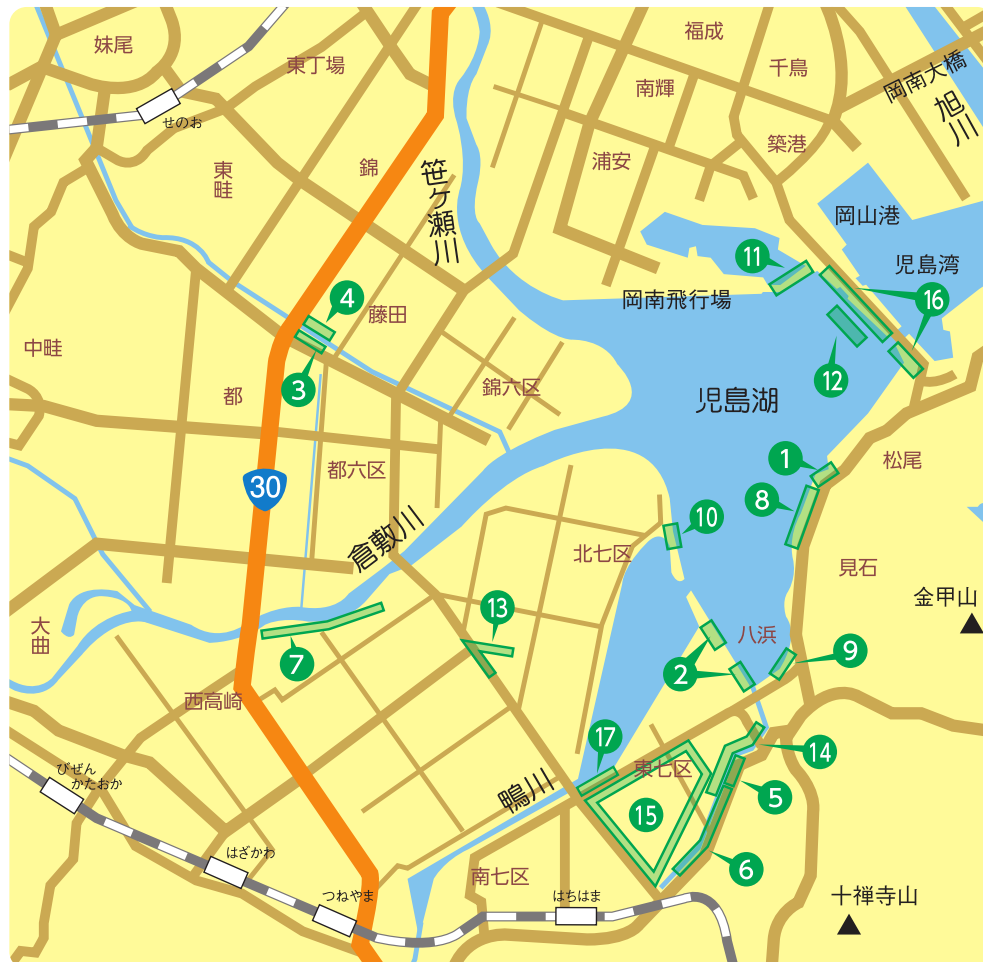 福成
妹尾
東丁場
千鳥
岡南大橋
南輝
旭川
せのお
築港
浦安
錦
東畦
笹ヶ瀬川
岡山港
11
児島湾
4
岡南飛行場
16
藤田
中畦
12
3
錦六区
都
児島湖
1
松尾
都六区
30
8
倉敷川
10
北七区
見石
金甲山
13
大曲
八浜
7
9
2
西高崎
17
14
びぜん
かたおか
東七区
5
鴨川
15
はざかわ
6
南七区
つねやま
はちはま
十禅寺山